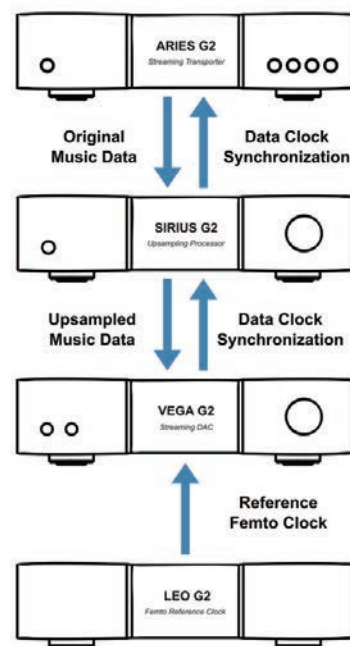 ARIES G2
Streaming Transporter
Original
Music Data
Data Clock
Synchronization
SIRIUS G2
Upsampling Processor
Upsampled
Music Data
Data Clock
Synchronization
VEGA G2
Streaming DAC
Reference
Femto Clock
LEO G2
Femto Reference Clock